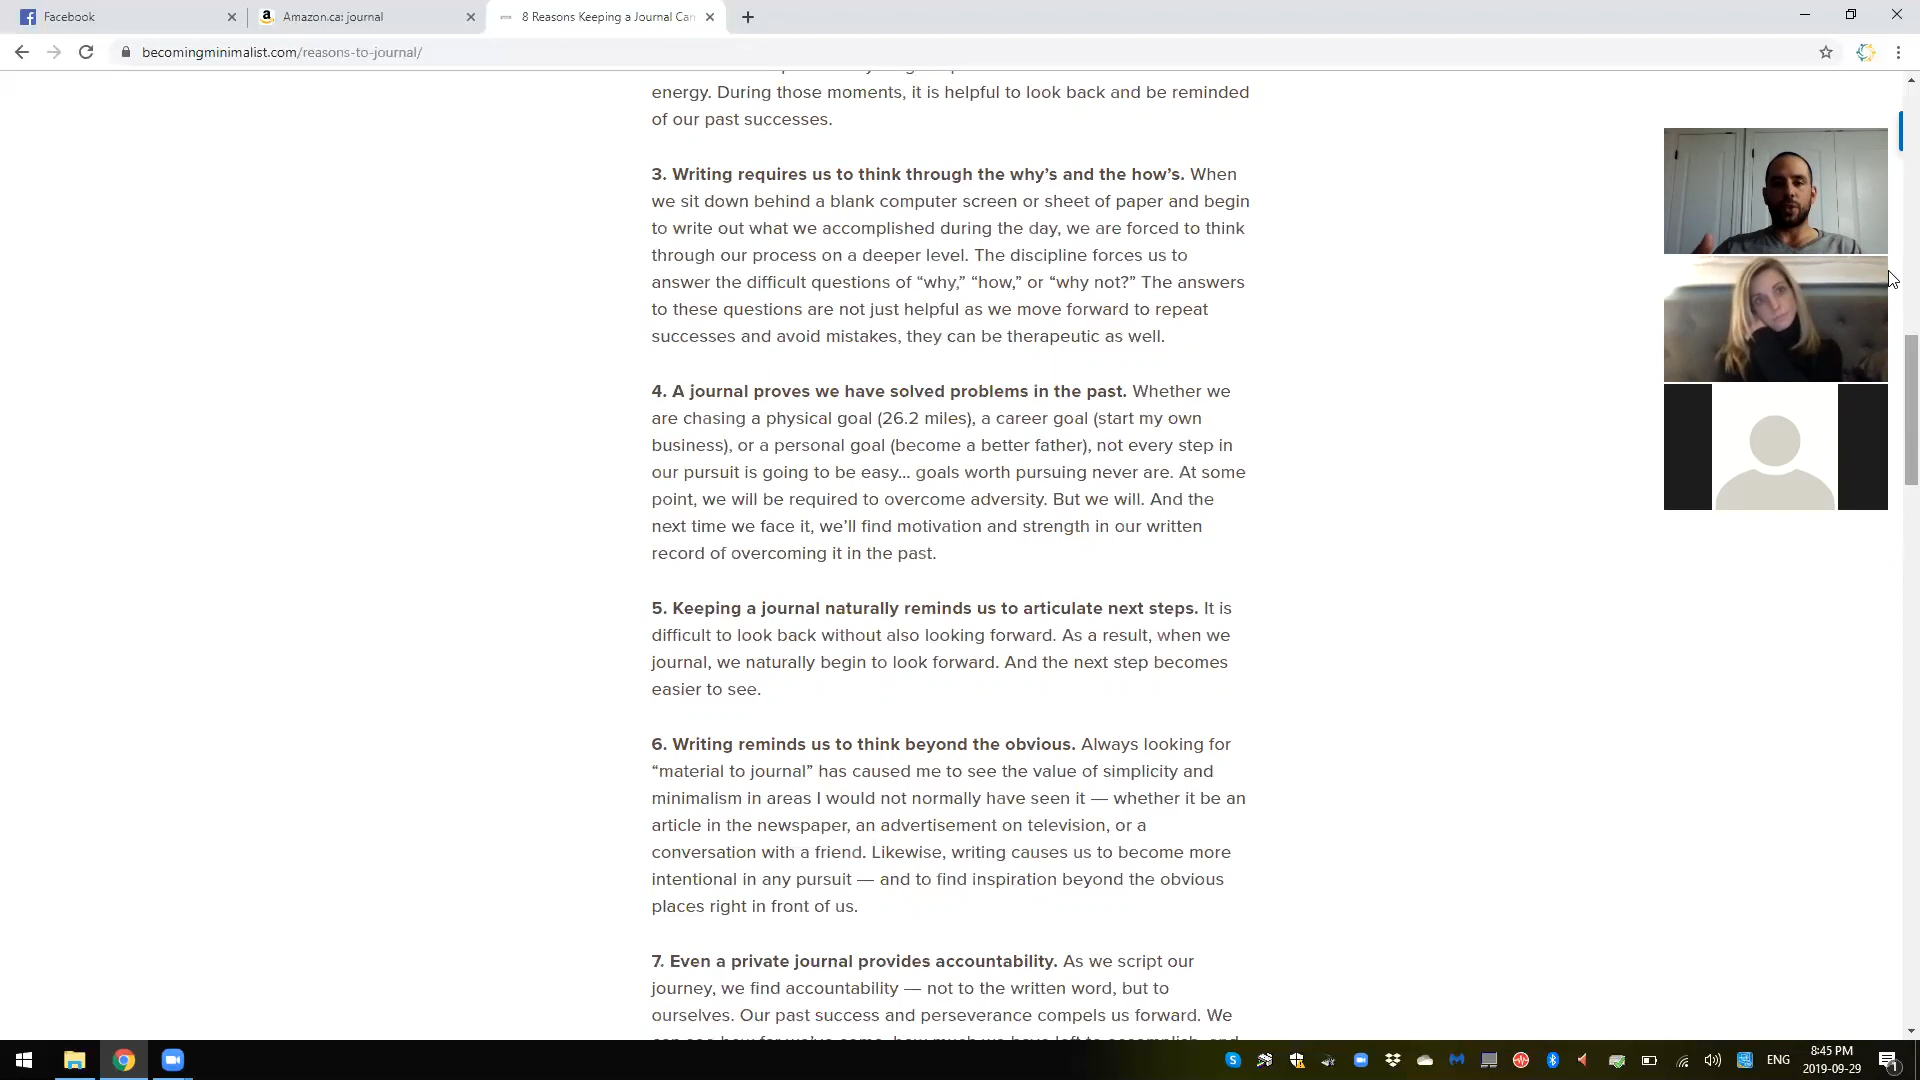 Facebook
Amazon.ca: journal
8 Reasons Keeping a Journal Can
becomingminimalist.com/reasons-to-journal/
energy. During those moments, it is helpful to look back and be reminded
of our past successes.
3. Writing requires us to think through the why’s and the how’s. When
we sit down behind a blank computer screen or sheet of paper and begin
to write out what we accomplished during the day, we are forced to think
through our process on a deeper level. The discipline forces us to
answer the difficult questions of “why,” “how,” or “why not?” The answers
to these questions are not just helpful as we move forward to repeat
successes and avoid mistakes, they can be therapeutic as well.
4. A journal proves we have solved problems in the past. Whether we
are chasing a physical goal (26.2 miles), a career goal (start my own
business), or a personal goal (become a better father), not every step in
our pursuit is going to be easy… goals worth pursuing never are. At some
point, we will be required to overcome adversity. But we will. And the
next time we face it, we’ll find motivation and strength in our written
record of overcoming it in the past.
5. Keeping a journal naturally reminds us to articulate next steps. It is
difficult to look back without also looking forward. As a result, when we
journal, we naturally begin to look forward. And the next step becomes
easier to see.
6. Writing reminds us to think beyond the obvious. Always looking for
“material to journal” has caused me to see the value of simplicity and
minimalism in areas I would not normally have seen it — whether it be an
article in the newspaper, an advertisement on television, or a
conversation with a friend. Likewise, writing causes us to become more
intentional in any pursuit — and to find inspiration beyond the obvious
places right in front of us.
7. Even a private journal provides accountability. As we script our
journey, we find accountability — not to the written word, but to
ourselves. Our past success and perseverance compels us forward. We
ENG
8:45 PM
2019-09-29
1